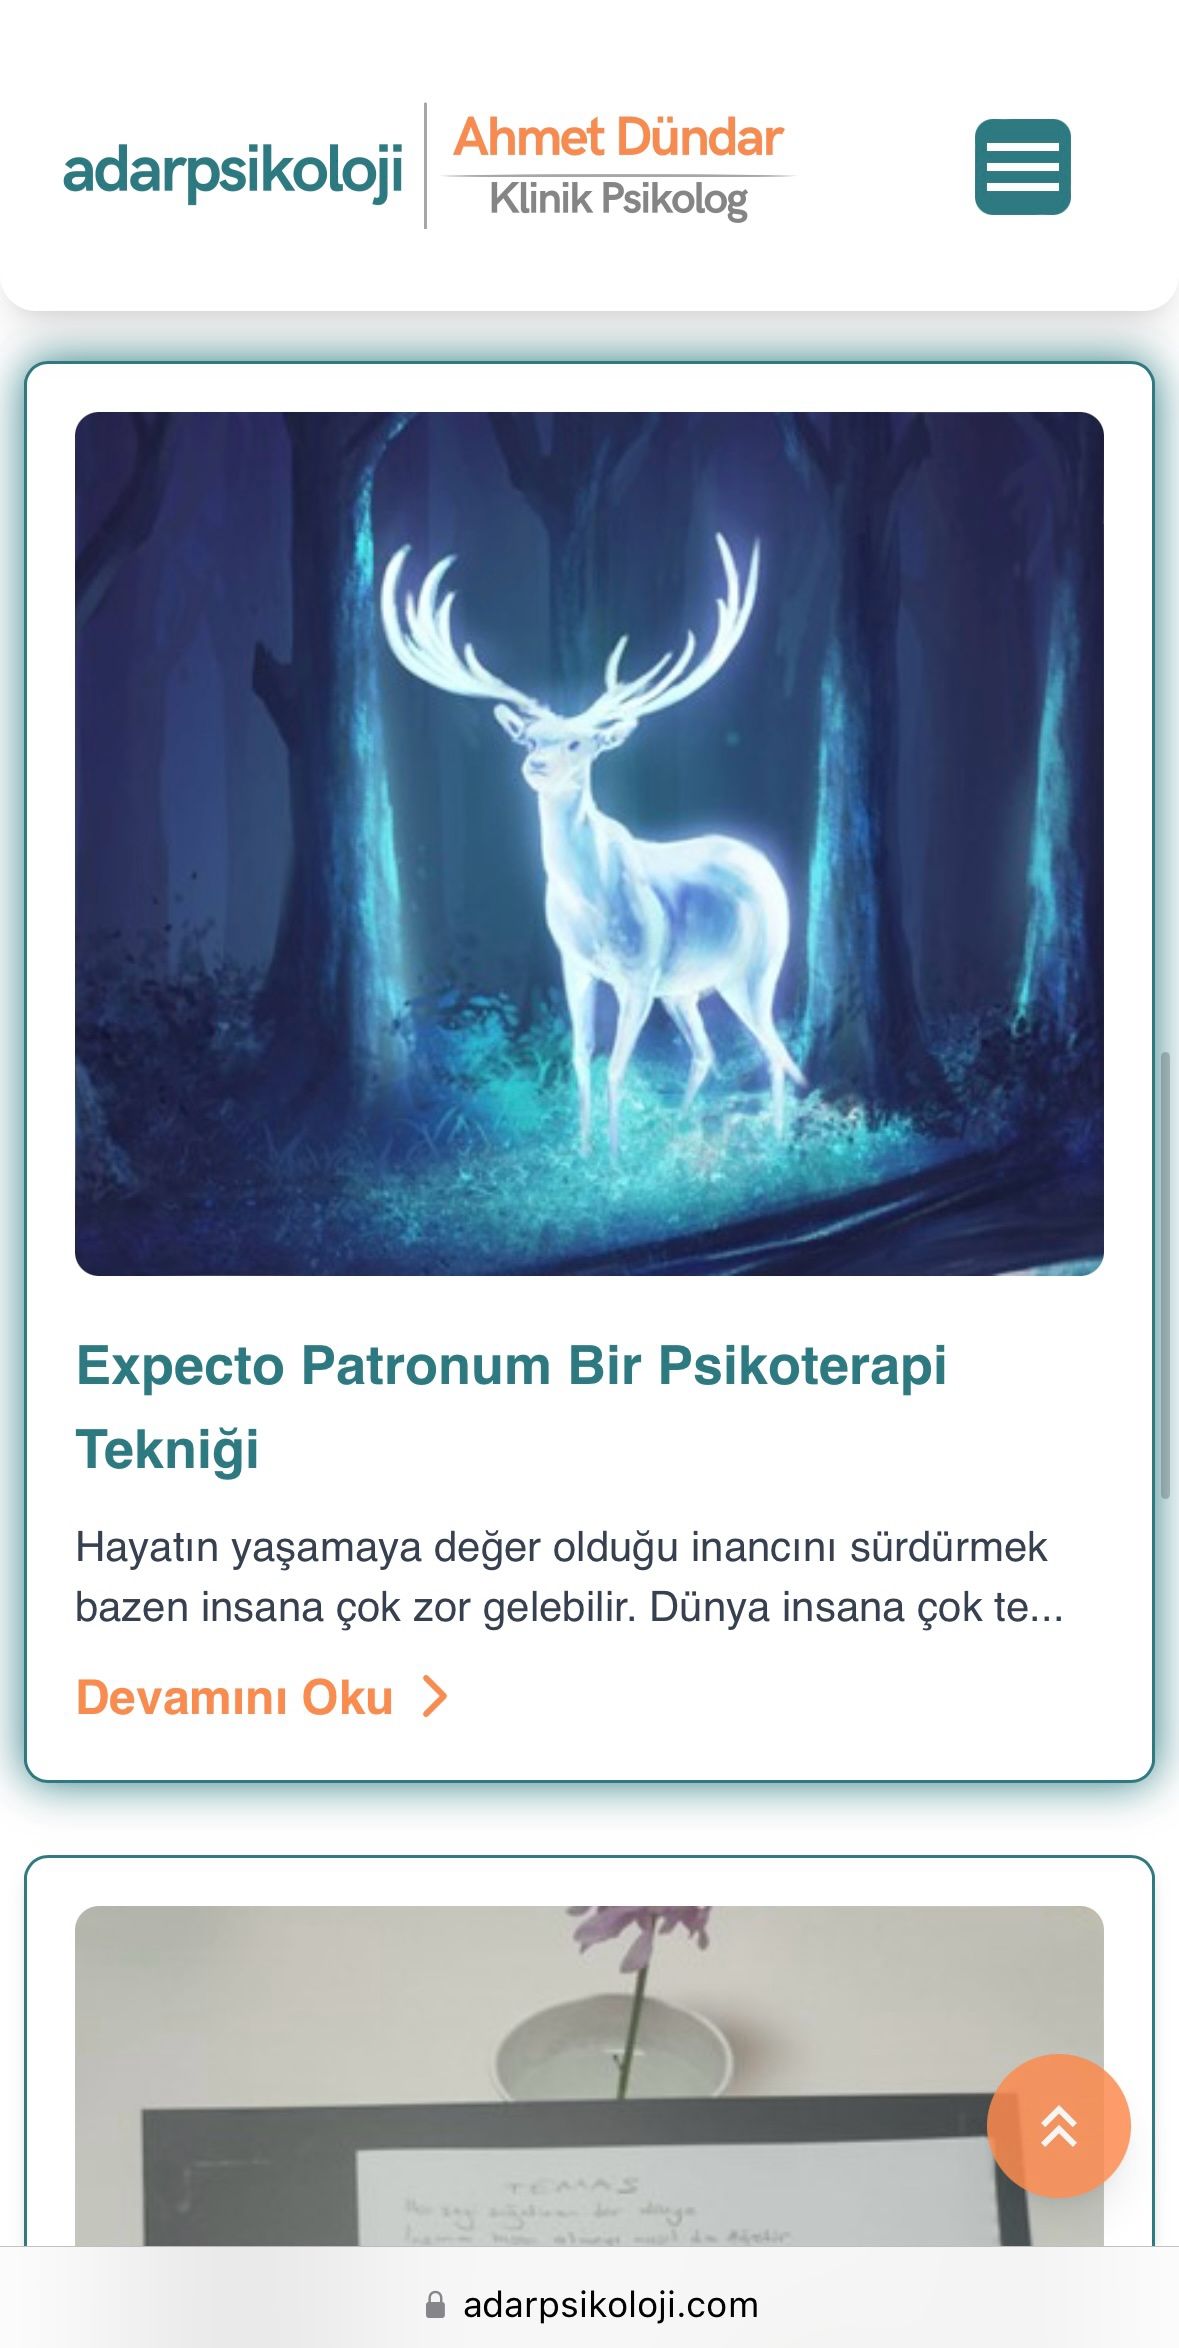 adarpsikoloji
Ahmet Dündar
Klinik Psikolog
Expecto Patronum Bir Psikoterapi
Tekniği
Hayatın yaşamaya değer olduğu inancını sürdürmek
bazen insana çok zor gelebilir. Dünya insana çok te...
Devamını Oku
TEMAS
adarpsikoloji.com